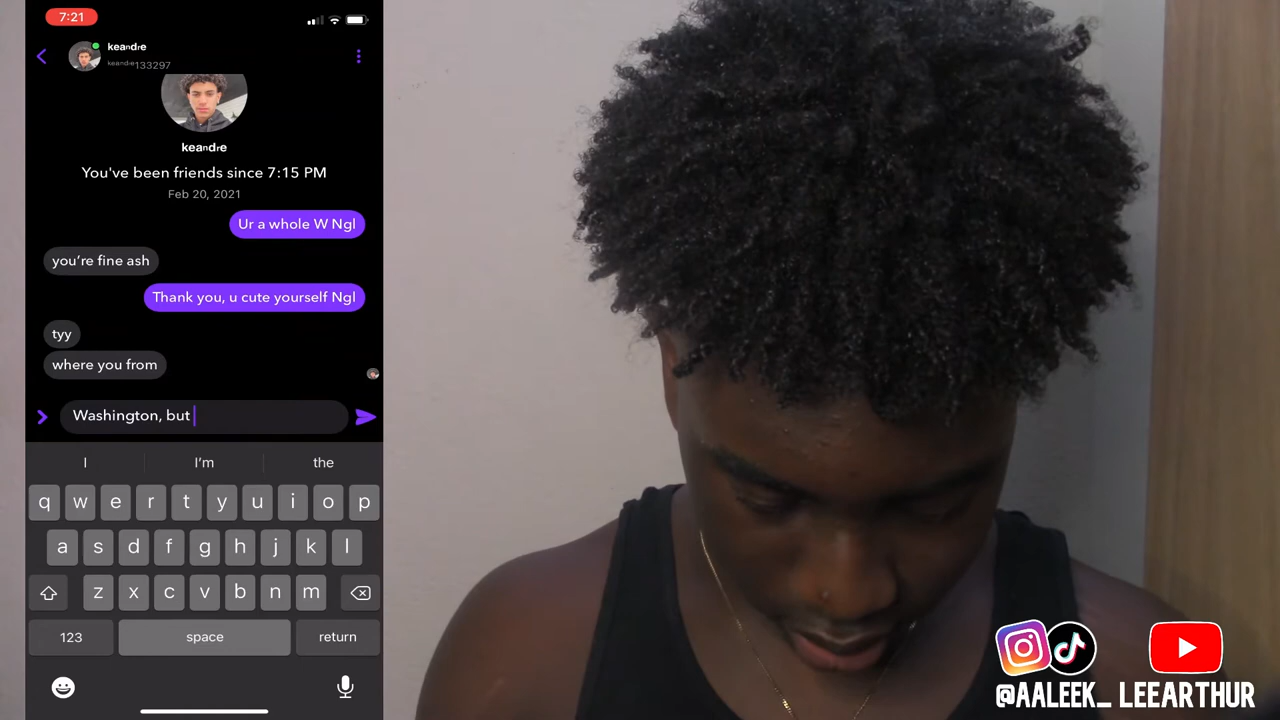 7:21
keandre
keandre133297
keandre
You've been friends since 7:15 PM
Feb 20, 2021
Ur a whole W Ngl
you're fine ash
Thank you, u cute yourself Ngl
tyy
where you from
Washington, but
I I'm the
q w e r t y u i o p
a s d f g h j k l
z x c v b n m
123 space return
@AALEEK_ LEEARTHUR